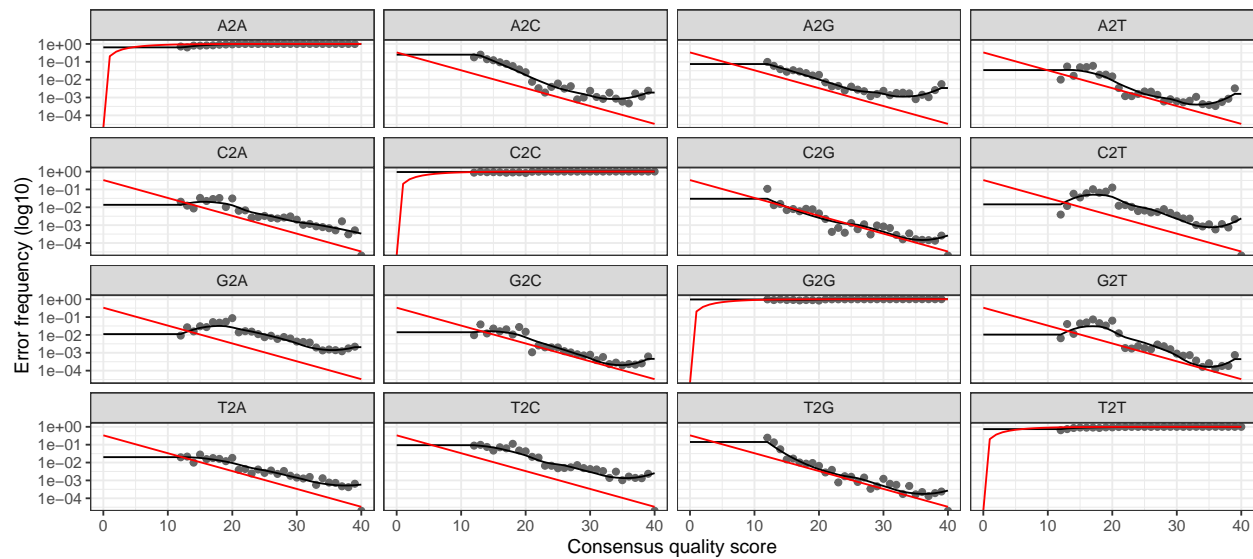 A2A A2C A2G A2T
1e+00
1e−01
1e−02
1e−03
1e−04
C2A C2C C2G C2T
1e+00
1e−01
1e−02
1e−03
1e−04
G2A G2C G2G G2T
1e+00
1e−01
1e−02
1e−03
1e−04
T2A T2C T2G T2T
1e+00
1e−01
1e−02
1e−03
1e−04
0 10 20 30 40 0 10 20 30 40 0 10 20 30 40 0 10 20 30 40
Consensus quality score
Error frequency (log10)